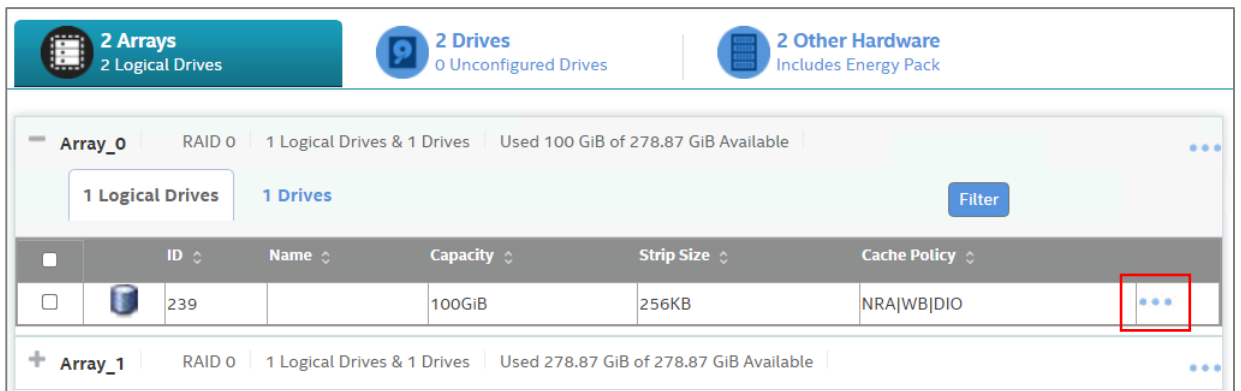 2 Arrays
2 Logical Drives
2 Drives
0 Unconfigured Drives
2 Other Hardware
Includes Energy Pack
Array_0 RAID 0 1 Logical Drives & 1 Drives Used 100 GiB of 278.87 GiB Available
1 Logical Drives 1 Drives Filter
ID Name Capacity Strip Size Cache Policy
239 100GiB 256KB NRA|WB|DIO
Array_1 RAID 0 1 Logical Drives & 1 Drives Used 278.87 GiB of 278.87 GiB Available